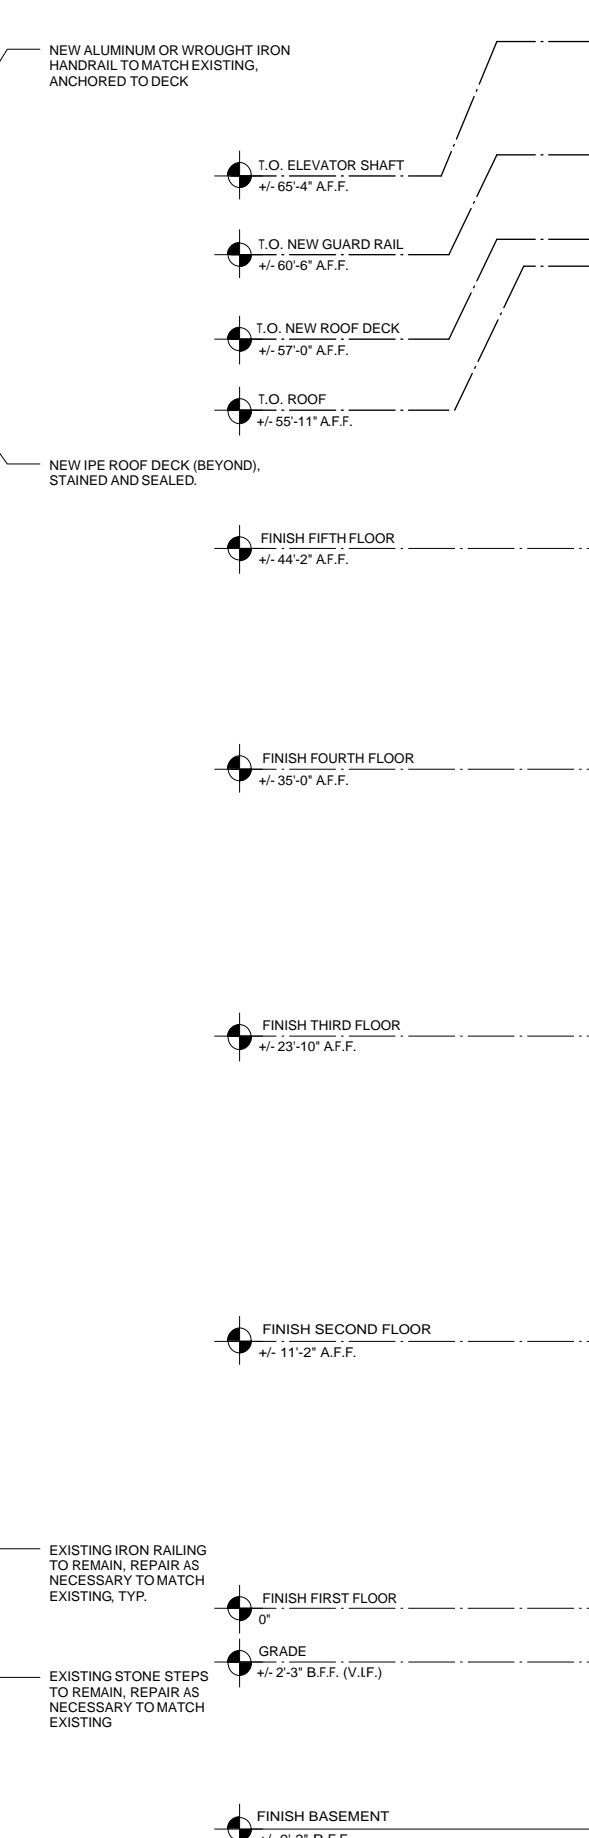 NEW ALUMINUM OR WROUGHT IRON
HANDRAIL TO MATCH EXISTING,
ANCHORED TO DECK
T.O. ELEVATOR SHAFT
+/- 65'-4" A.F.F.
T.O. NEW GUARD RAIL
+/- 60'-6" A.F.F.
T.O. NEW ROOF DECK
+/- 57'-0" A.F.F.
T.O. ROOF
+/- 55'-11" A.F.F.
NEW IPE ROOF DECK (BEYOND),
STAINED AND SEALED.
FINISH FIFTH FLOOR
+/- 44'-2" A.F.F.
FINISH FOURTH FLOOR
+/- 35'-0" A.F.F.
FINISH THIRD FLOOR
+/- 23'-10" A.F.F.
FINISH SECOND FLOOR
+/- 11'-2" A.F.F.
EXISTING IRON RAILING
TO REMAIN, REPAIR AS
NECESSARY TO MATCH
EXISTING, TYP.
FINISH FIRST FLOOR
0"
GRADE
+/- 2'-3" B.F.F. (V.I.F.)
EXISTING STONE STEPS
TO REMAIN, REPAIR AS
NECESSARY TO MATCH
EXISTING
FINISH BASEMENT